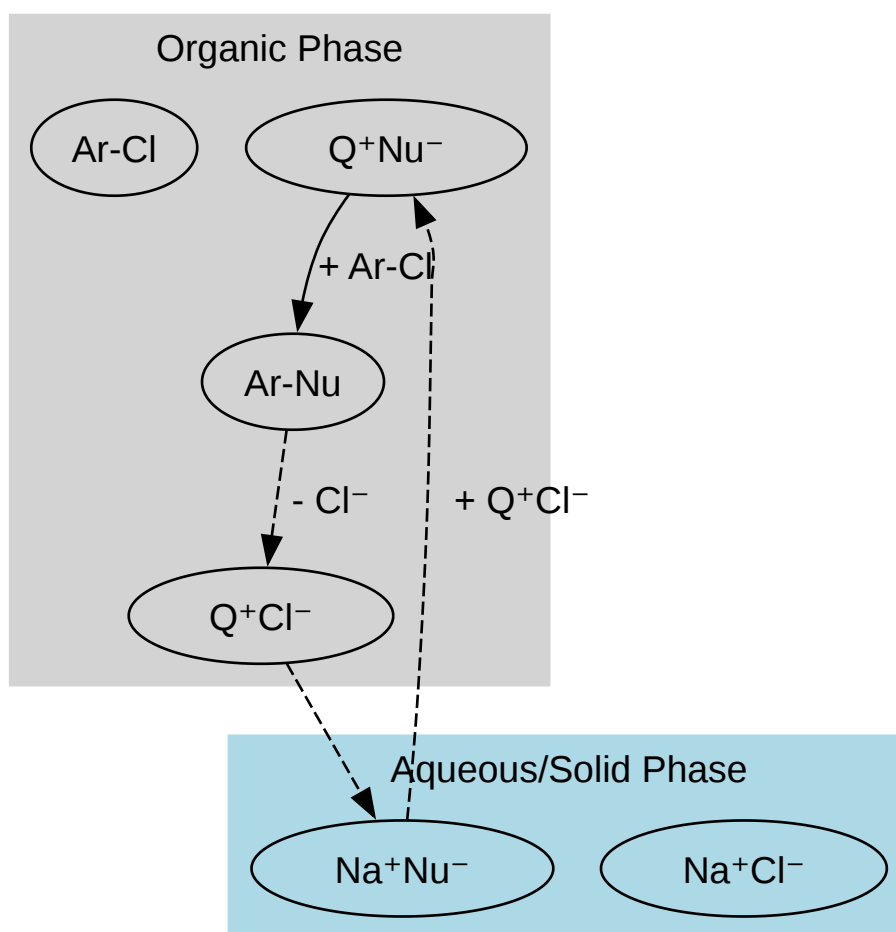 Organic Phase
Ar-Cl
Q⁺Nu⁻
+ Ar-Cl
Ar-Nu
- Cl⁻
+ Q⁺Cl⁻
Q⁺Cl⁻
Aqueous/Solid Phase
Na⁺Nu⁻
Na⁺Cl⁻